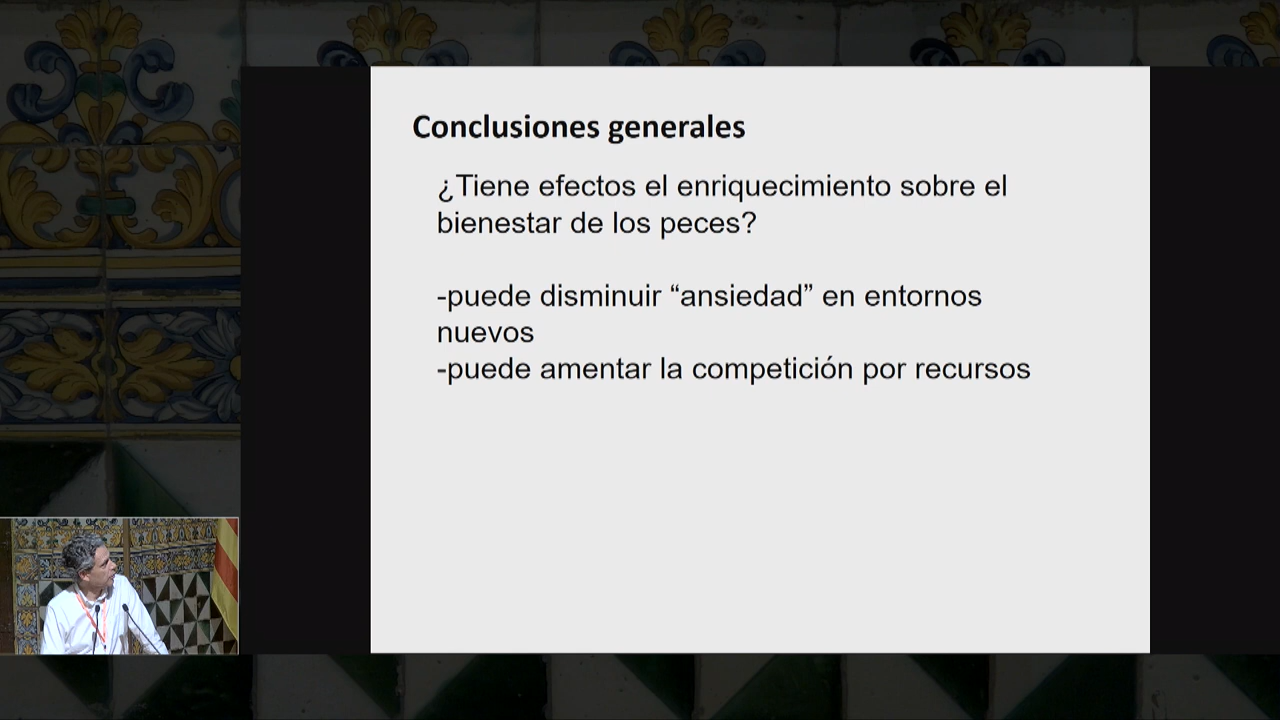 Conclusiones generales
¿Tiene efectos el enriquecimiento sobre el
bienestar de los peces?
-puede disminuir “ansiedad” en entornos
nuevos
-puede amentar la competición por recursos